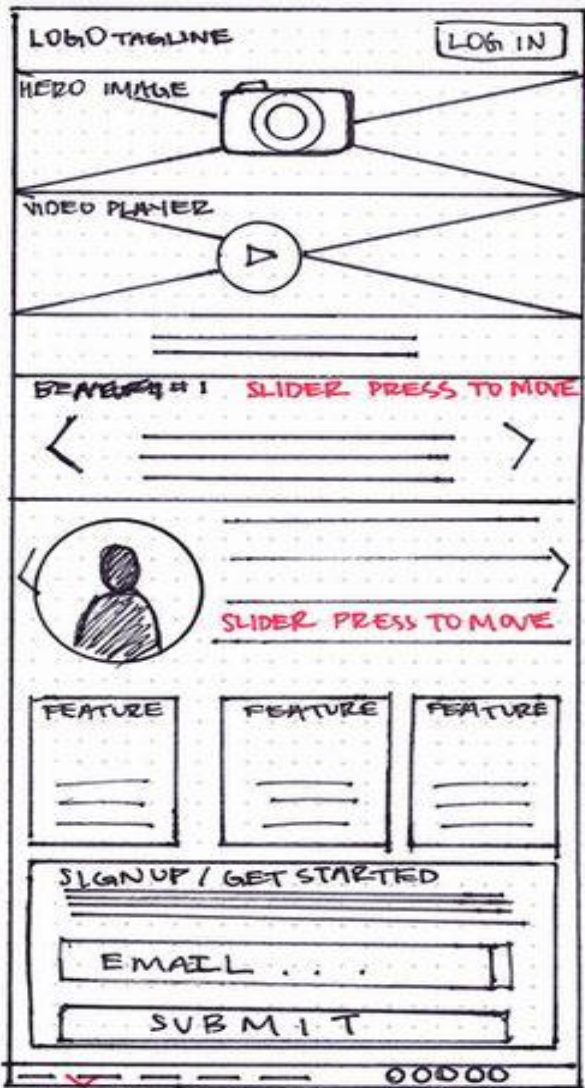 LOGO TAGLINE LOG IN
HERO IMAGE
VIDEO PLAYER
#1 SLIDER PRESS TO MOVE
SLIDER PRESS TO MOVE
FEATURE FEATURE FEATURE
SIGNUP / GET STARTED
EMAIL . . .
SUBMIT